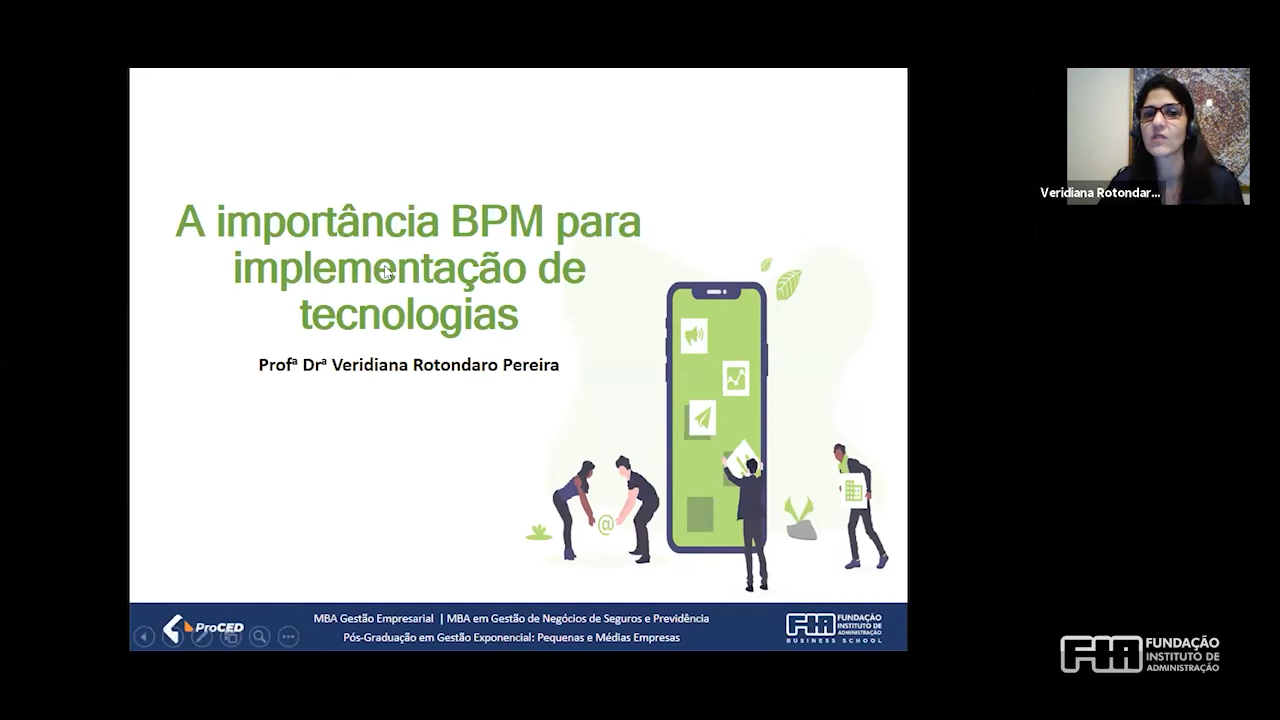 A importância BPM para
implementação de
tecnologias
Profª Drª Veridiana Rotondaro Pereira
@
ProCED
MBA Gestão Empresarial | MBA em Gestão de Negócios de Seguros e Previdência
Pós-Graduação em Gestão Exponencial: Pequenas e Médias Empresas
FIA FUNDAÇÃO
INSTITUTO DE
ADMINISTRAÇÃO
BUSINESS SCHOOL
Veridiana Rotondar...
FIA FUNDAÇÃO
INSTITUTO DE
ADMINISTRAÇÃO